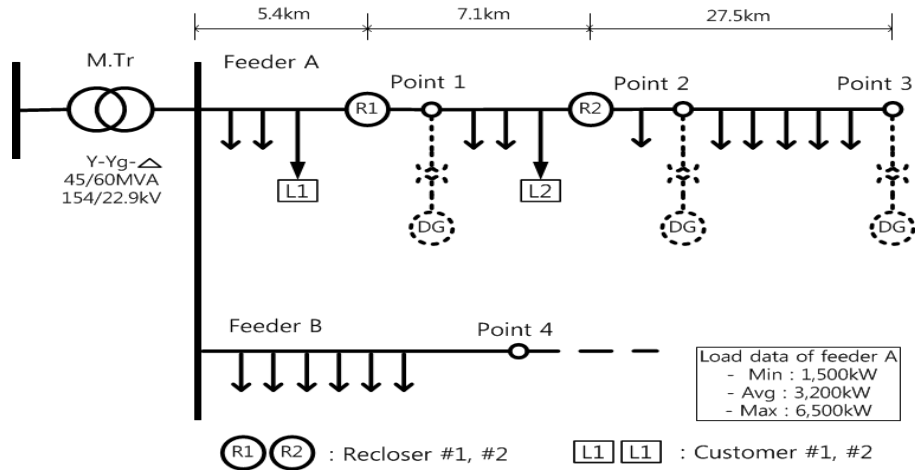 5.4km 7.1km 27.5km
M.Tr
Feeder A
Point 1
Point 2
Point 3
R1
R2
Y-Yg-△
45/60MVA
154/22.9kV
L1
L2
DG
DG
DG
Feeder B
Point 4
Load data of feeder A
- Min : 1,500kW
- Avg : 3,200kW
- Max : 6,500kW
R1 R2 : Recloser #1, #2
L1 L1 : Customer #1, #2